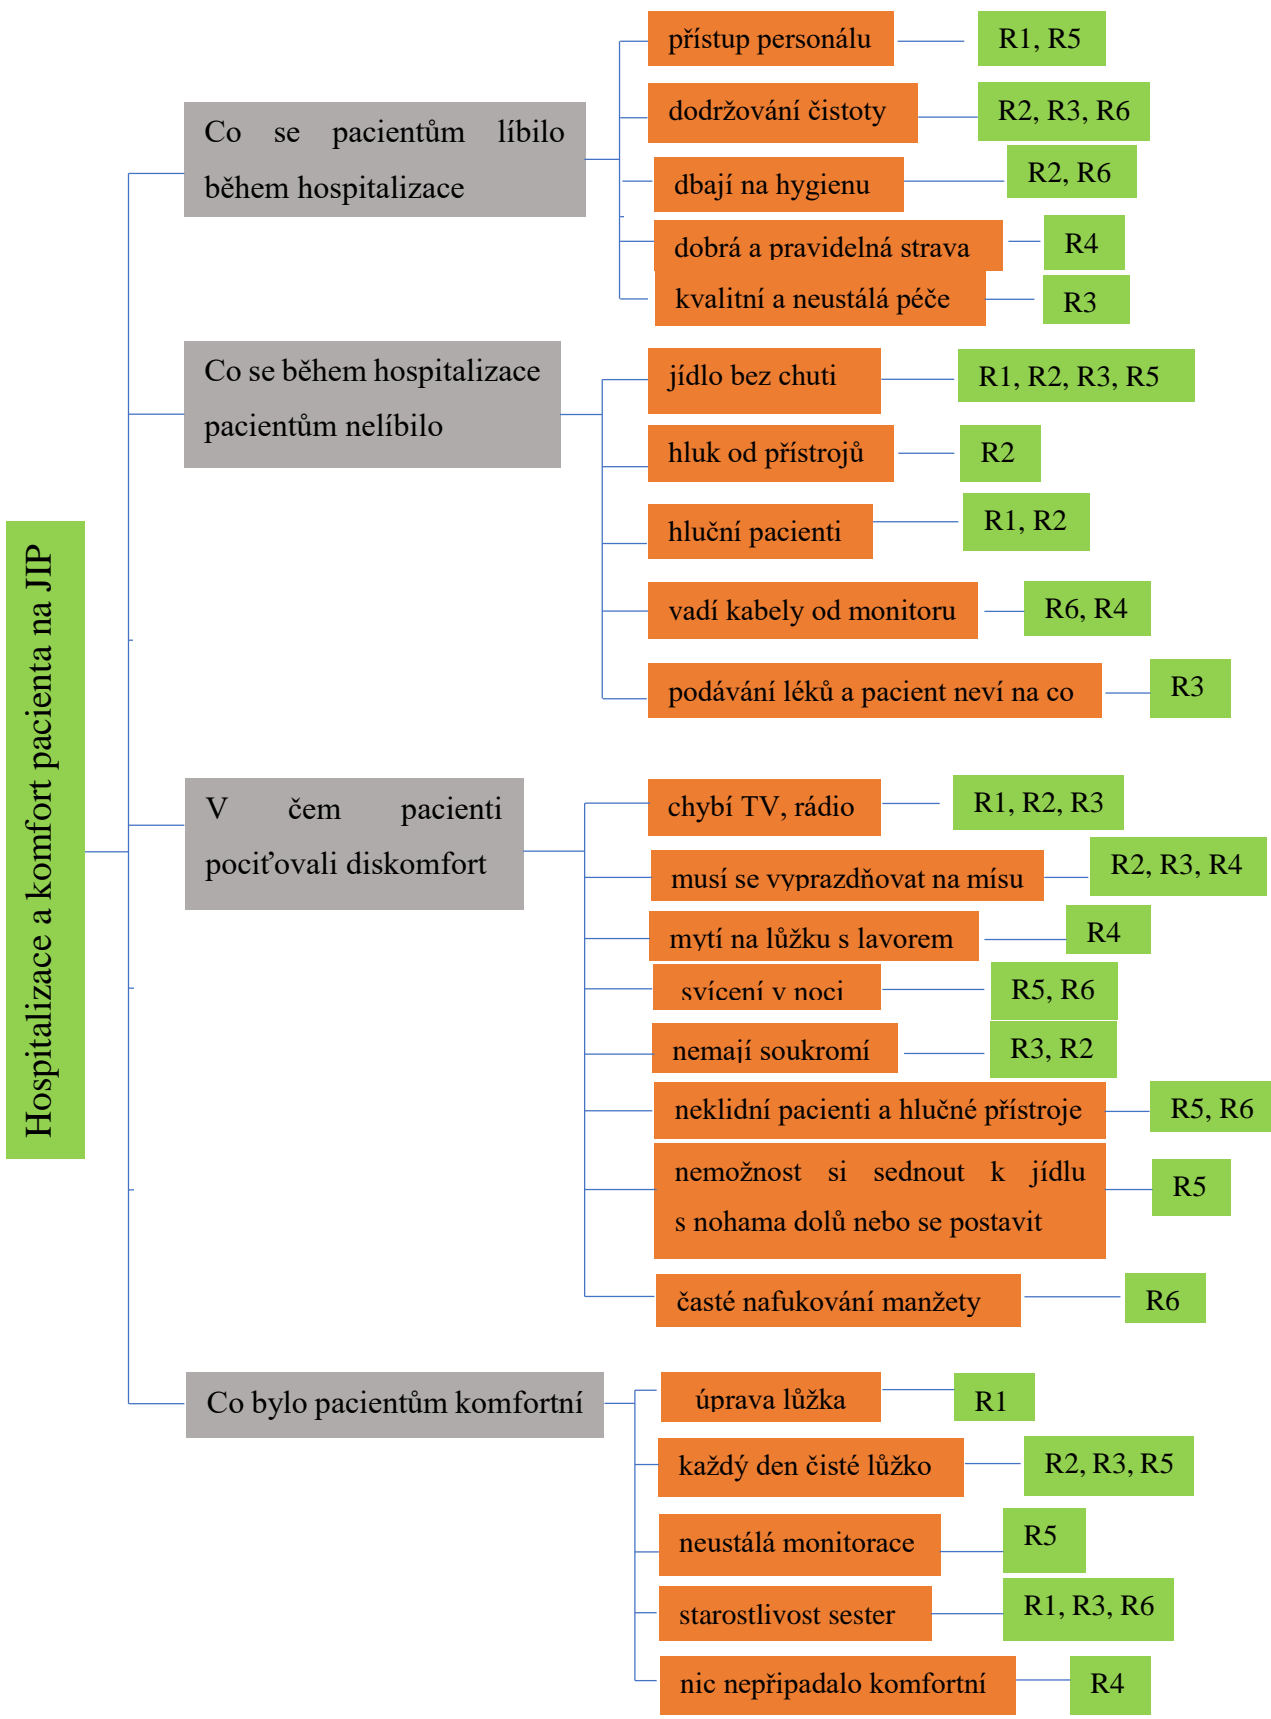 Hospitalizace a komfort pacienta na JIP
Co se pacientům líbilo
během hospitalizace
přístup personálu
R1, R5
dodržování čistoty
R2, R3, R6
dbají na hygienu
R2, R6
dobrá a pravidelná strava
R4
kvalitní a neustálá péče
R3
Co se během hospitalizace
pacientům nelíbilo
jídlo bez chuti
R1, R2, R3, R5
hluk od přístrojů
R2
hluční pacienti
R1, R2
vadí kabely od monitoru
R6, R4
podávání léků a pacient neví na co
R3
V čem pacienti
pociťovali diskomfort
chybí TV, rádio
R1, R2, R3
musí se vyprazdňovat na mísu
R2, R3, R4
mytí na lůžku s lavorem
R4
svícení v noci
R5, R6
nemají soukromí
R3, R2
neklidní pacienti a hlučné přístroje
R5, R6
nemožnost si sednout k jídlu
s nohama dolů nebo se postavit
R5
časté nafukování manžety
R6
Co bylo pacientům komfortní
úprava lůžka
R1
každý den čisté lůžko
R2, R3, R5
neustálá monitorace
R5
starostlivost sester
R1, R3, R6
nic nepřipadalo komfortní
R4